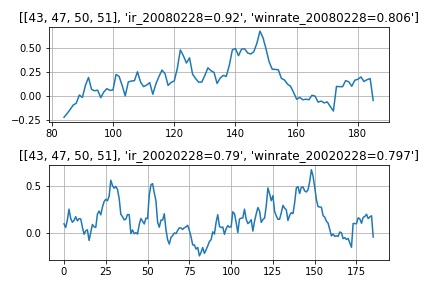 [[43, 47, 50, 51], 'ir_20080228=0.92', 'winrate_20080228=0.806']
0.50
0.25
0.00
-0.25
80 100 120 140 160 180
[[43, 47, 50, 51], 'ir_20020228=0.79', 'winrate_20020228=0.797']
0.5
0.0
0 25 50 75 100 125 150 175